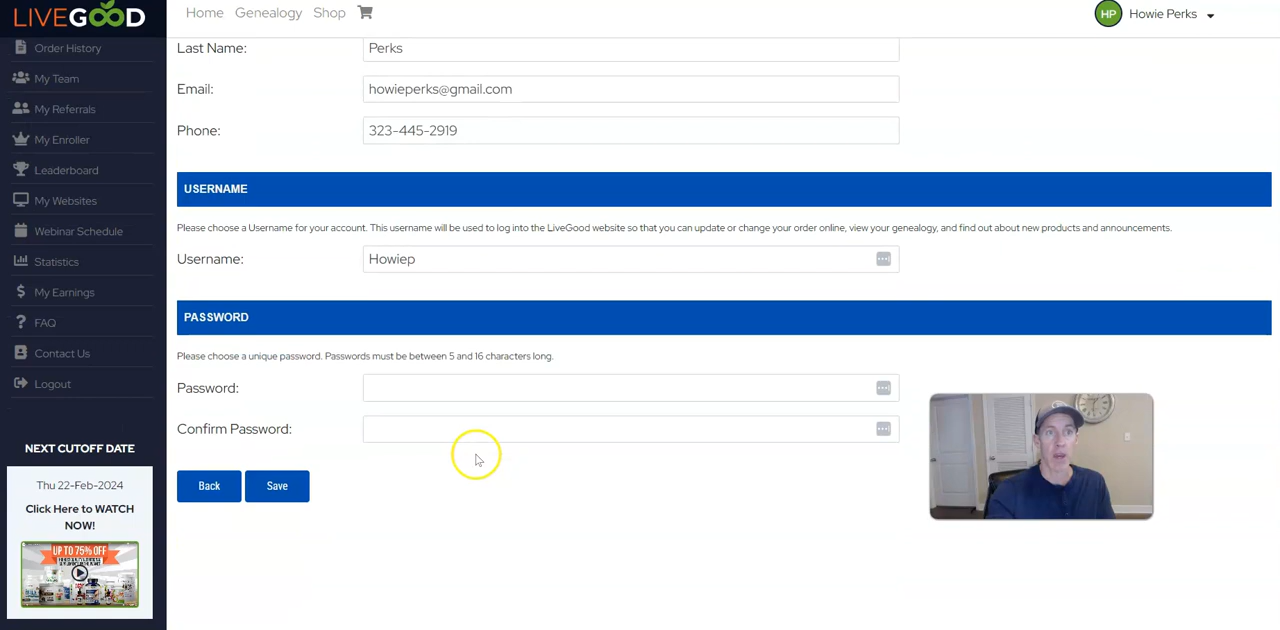 LIVEGOOD
Home Genealogy Shop
HP Howie Perks
Order History
My Team
My Referrals
My Enroller
Leaderboard
My Websites
Webinar Schedule
Statistics
My Earnings
FAQ
Contact Us
Logout
NEXT CUTOFF DATE
Thu 22-Feb-2024
Click Here to WATCH
NOW!
UP TO 75% OFF
Last Name: Perks
Email: howieperks@gmail.com
Phone: 323-445-2919
USERNAME
Please choose a Username for your account. This username will be used to log into the LiveGood website so that you can update or change your order online, view your genealogy, and find out about new products and announcements.
Username: Howiep
PASSWORD
Please choose a unique password. Passwords must be between 5 and 16 characters long.
Password:
Confirm Password:
Back Save